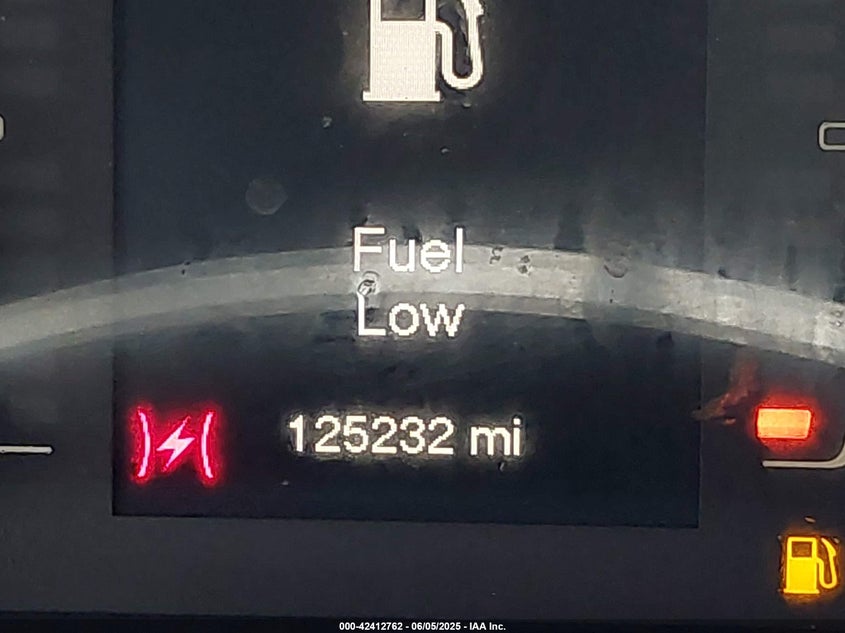 Fuel
Low
125232 mi
000-42412762 - 06/05/2025 - IAA Inc.